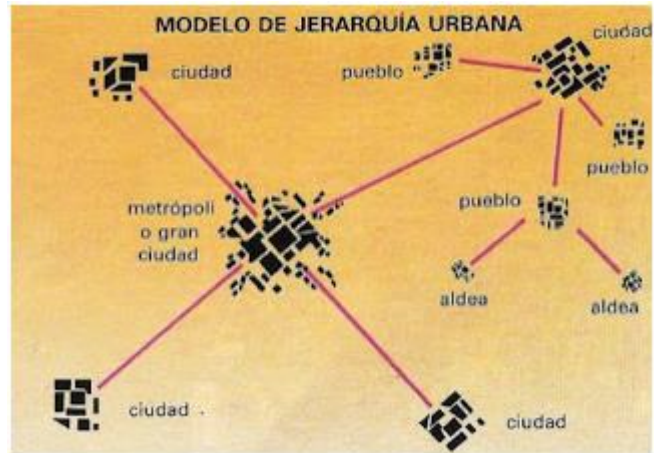 MODELO DE JERARQUÍA URBANA
ciudad
ciudad
pueblo
pueblo
pueblo
metrópoli
o gran
ciudad
aldea
aldea
ciudad
ciudad